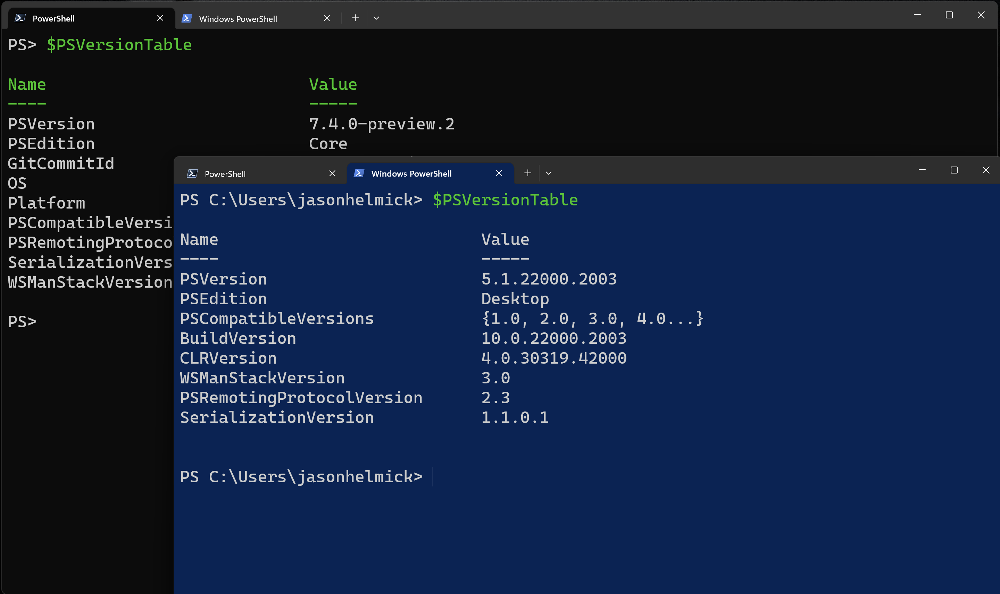 PowerShell
Windows PowerShell
PS> $PSVersionTable
Name Value
---- -----
PSVersion 7.4.0-preview.2
PSEdition Core
GitCommitId
OS
Platform
PSCompatibleVersi
PSRemotingProtoco
SerializationVers
WSManStackVersion
PS>
PowerShell
Windows PowerShell
PS C:\Users\jasonhelmick> $PSVersionTable
Name Value
---- -----
PSVersion 5.1.22000.2003
PSEdition Desktop
PSCompatibleVersions {1.0, 2.0, 3.0, 4.0...}
BuildVersion 10.0.22000.2003
CLRVersion 4.0.30319.42000
WSManStackVersion 3.0
PSRemotingProtocolVersion 2.3
SerializationVersion 1.1.0.1
PS C:\Users\jasonhelmick>